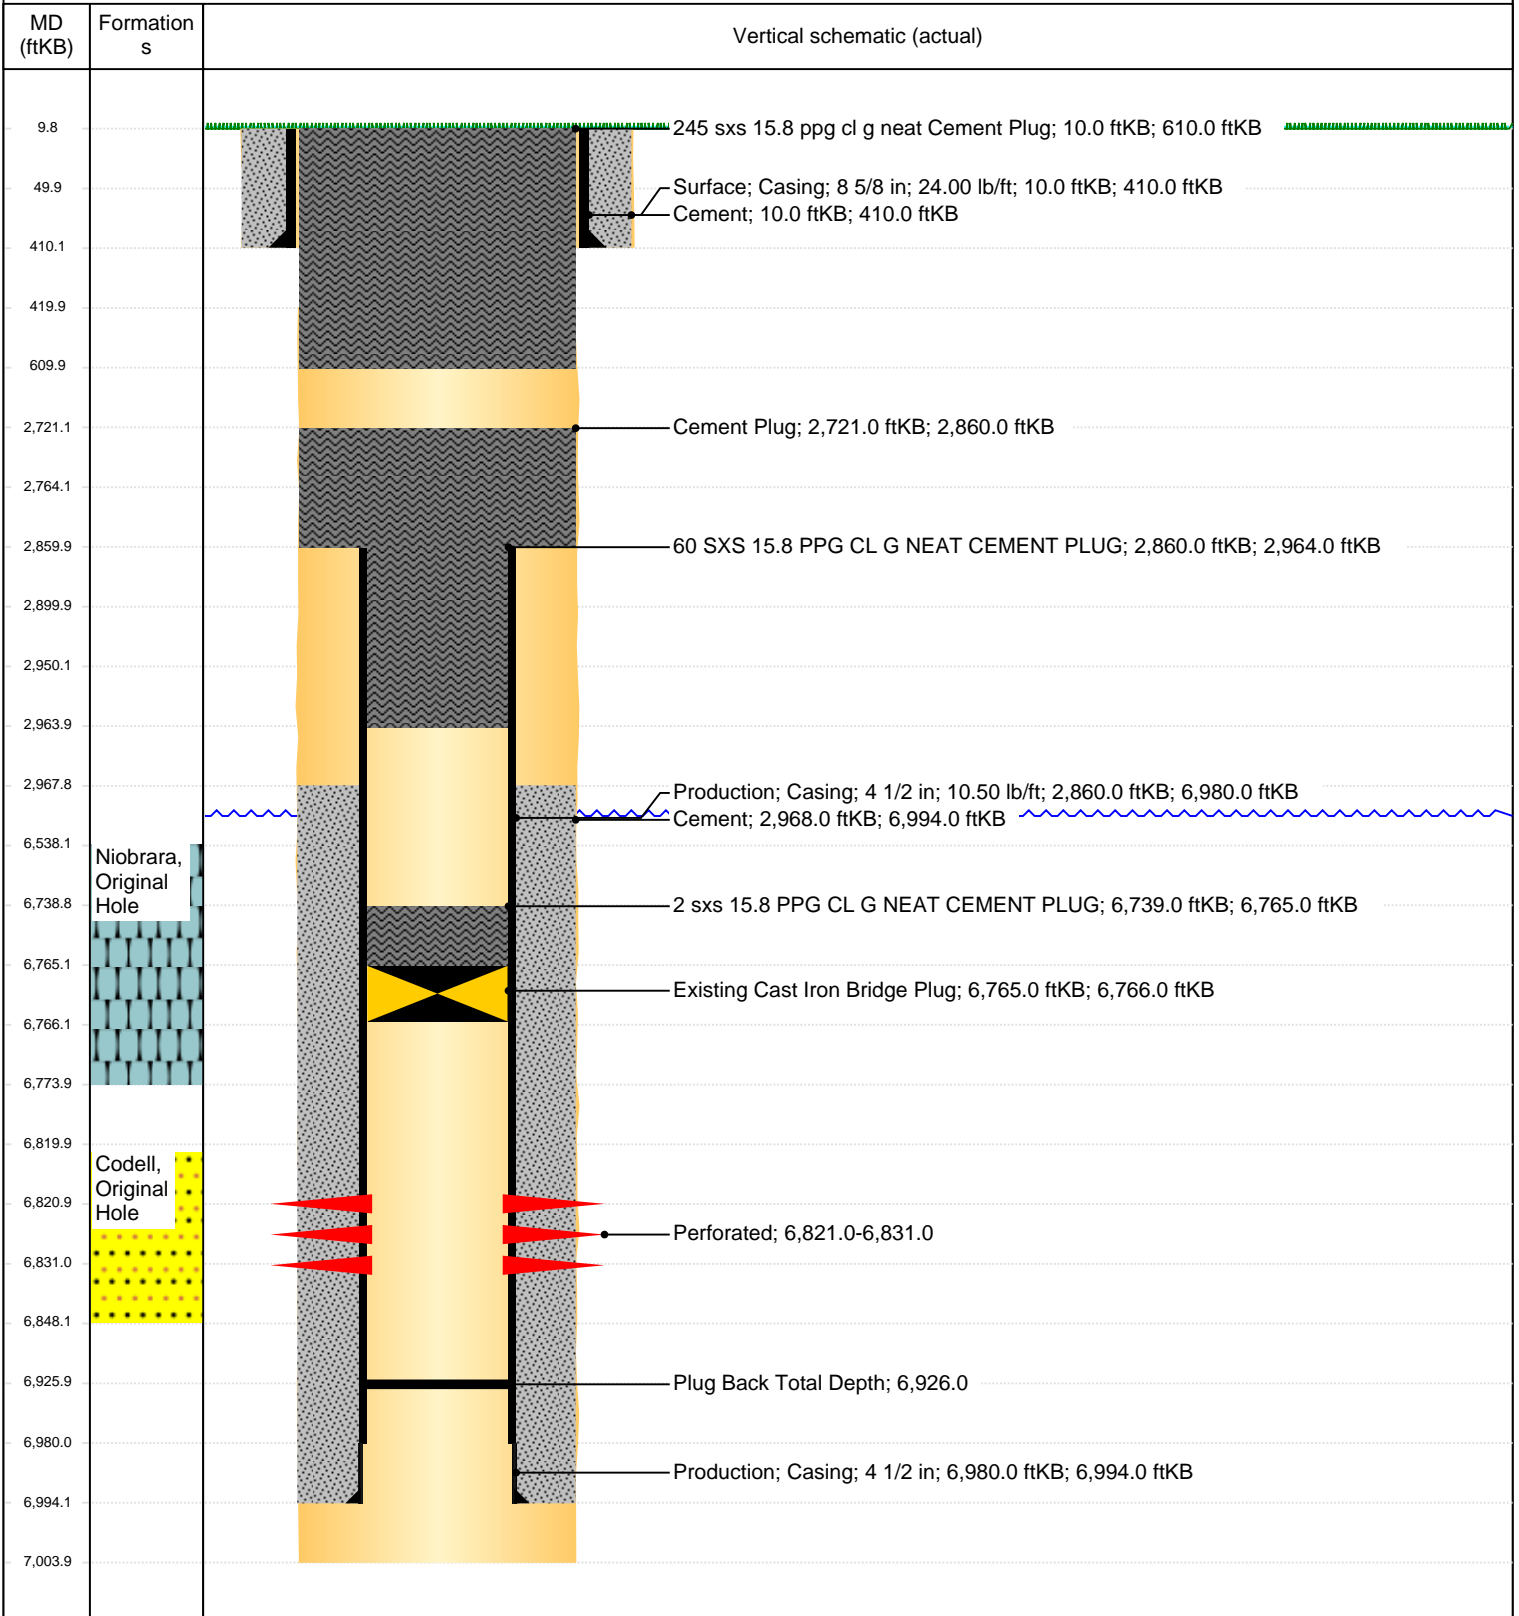 MD
(ftKB)
Formation
s
Vertical schematic (actual)
9.8
245 sxs 15.8 ppg cl g neat Cement Plug; 10.0 ftKB; 610.0 ftKB
49.9
Surface; Casing; 8 5/8 in; 24.00 lb/ft; 10.0 ftKB; 410.0 ftKB
Cement; 10.0 ftKB; 410.0 ftKB
410.1
419.9
609.9
2,721.1
Cement Plug; 2,721.0 ftKB; 2,860.0 ftKB
2,764.1
2,859.9
60 SXS 15.8 PPG CL G NEAT CEMENT PLUG; 2,860.0 ftKB; 2,964.0 ftKB
2,899.9
2,950.1
2,963.9
2,967.8
Production; Casing; 4 1/2 in; 10.50 lb/ft; 2,860.0 ftKB; 6,980.0 ftKB
Cement; 2,968.0 ftKB; 6,994.0 ftKB
6,538.1
Niobrara,
Original
Hole
6,738.8
2 sxs 15.8 PPG CL G NEAT CEMENT PLUG; 6,739.0 ftKB; 6,765.0 ftKB
6,765.1
Existing Cast Iron Bridge Plug; 6,765.0 ftKB; 6,766.0 ftKB
6,766.1
6,773.9
6,819.9
Codell,
Original
Hole
6,820.9
Perforated; 6,821.0-6,831.0
6,831.0
6,848.1
6,925.9
Plug Back Total Depth; 6,926.0
6,980.0
Production; Casing; 4 1/2 in; 6,980.0 ftKB; 6,994.0 ftKB
6,994.1
7,003.9